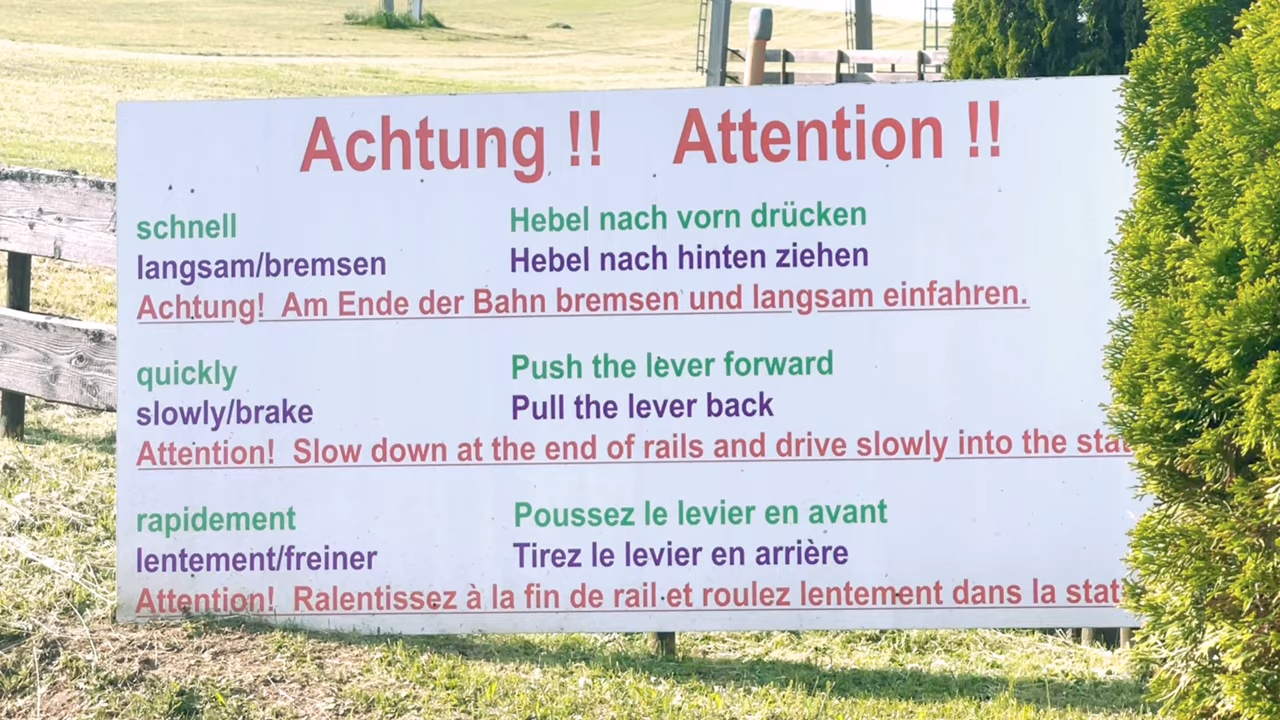 Achtung !! Attention !!
schnell Hebel nach vorn drücken
langsam/bremsen Hebel nach hinten ziehen
Achtung! Am Ende der Bahn bremsen und langsam einfahren.
quickly Push the lever forward
slowly/brake Pull the lever back
Attention! Slow down at the end of rails and drive slowly into the
rapidement Poussez le levier en avant
lentement/freiner Tirez le levier en arrière
Attention! Ralentissez à la fin de rail et roulez lentement dans la